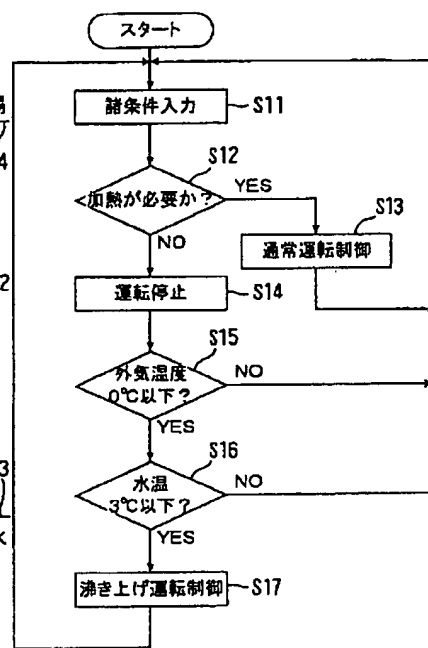 スタート
諸条件入力
S11
S12
加熱が必要か?
YES
S13
通常運転制御
NO
運転停止
S14
S15
外気温度
0℃以下?
NO
YES
S16
水温
3℃以下?
NO
YES
沸き上げ運転制御
S17
4
2
3